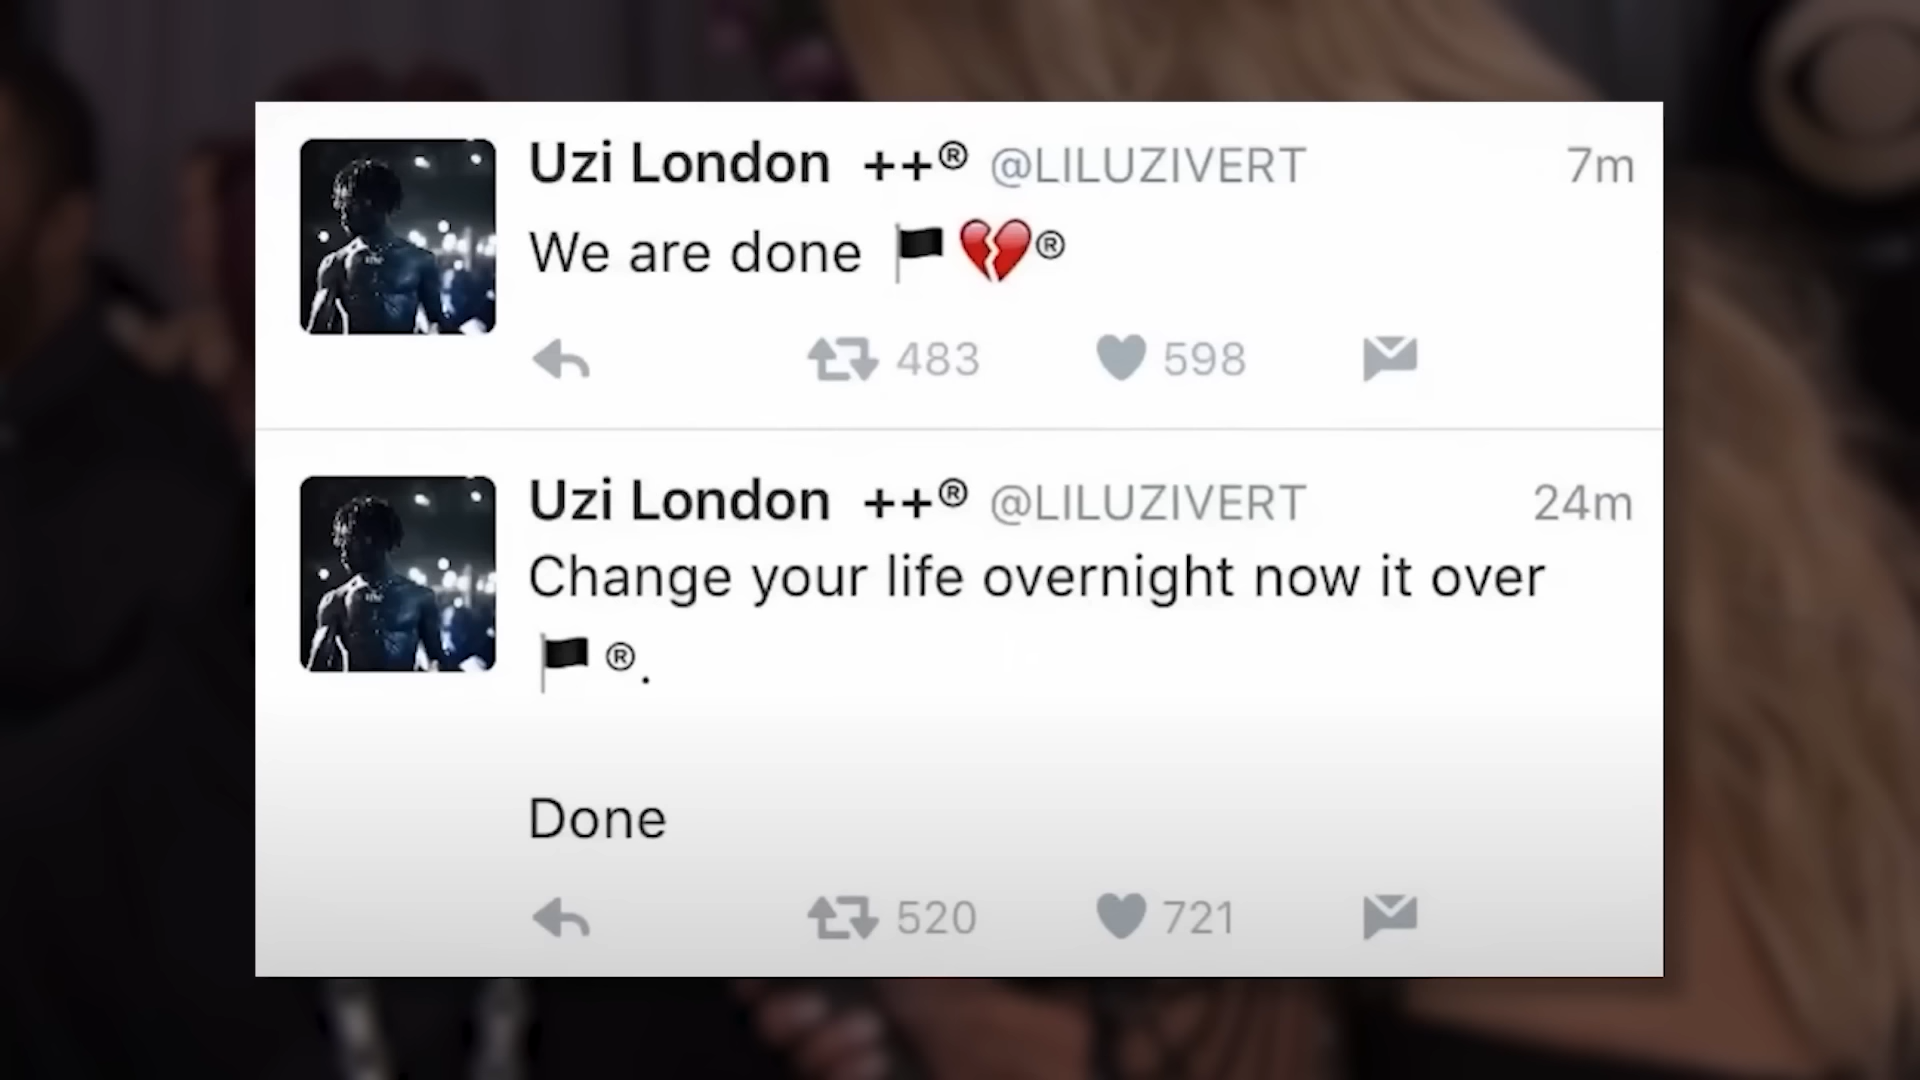 Uzi London ++® @LILUZIVERT 7m
We are done 🏴💔®
483 598
Uzi London ++® @LILUZIVERT 24m
Change your life overnight now it over
🏴®.
Done
520 721